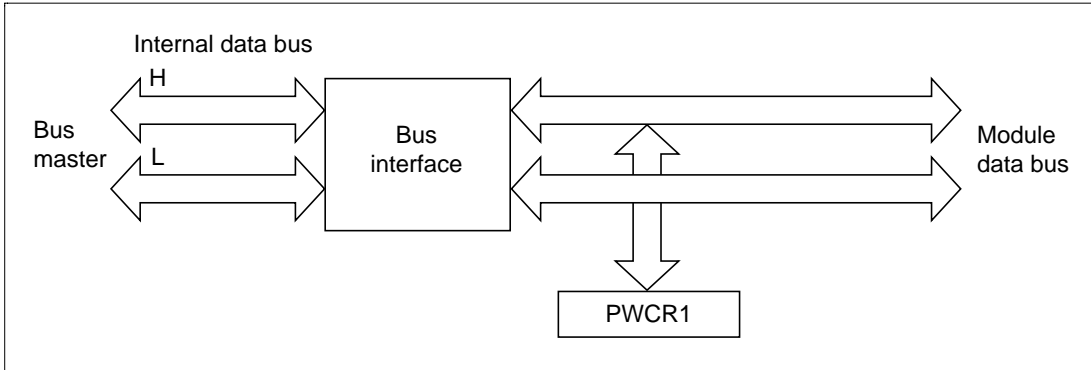 Internal data bus
H
Bus
master
L
Bus
interface
Module
data bus
PWCR1